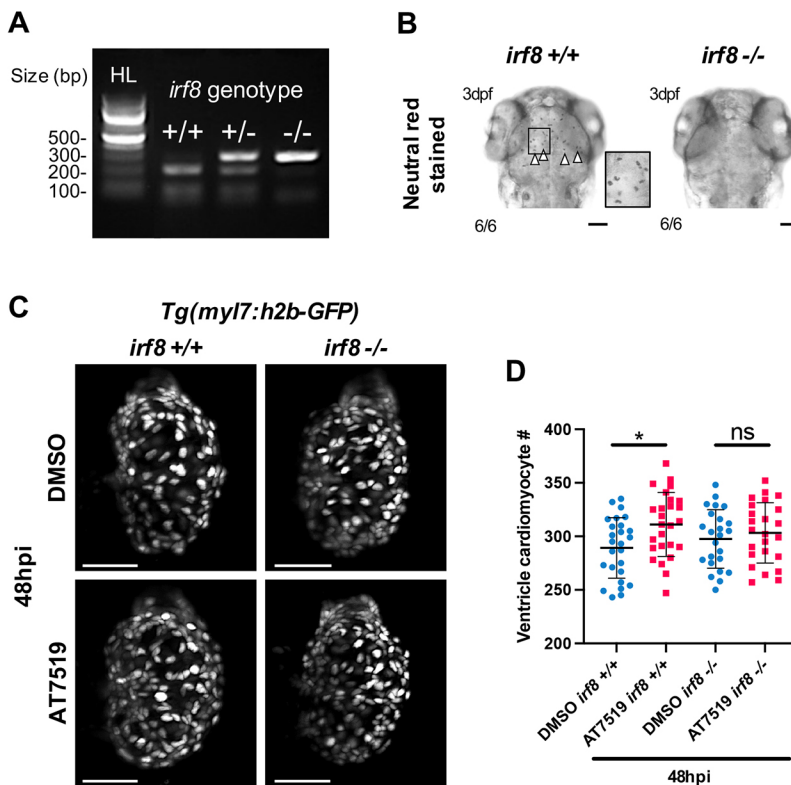 A
Size (bp)
HL
irf8 genotype
+/+ +/- -/-
500-
300-
200-
100-
B
irf8 +/+ irf8 -/-
3dpf 3dpf
Neutral red
stained
6/6 6/6
C
Tg(myl7:h2b-GFP)
irf8 +/+ irf8 -/-
DMSO
48hpi
AT7519
D
Ventricle cardiomyocyte #
* ns
400
350
300
250
200
DMSO irf8 +/+
AT7519 irf8 +/+
DMSO irf8 -/-
AT7519 irf8 -/-
48hpi